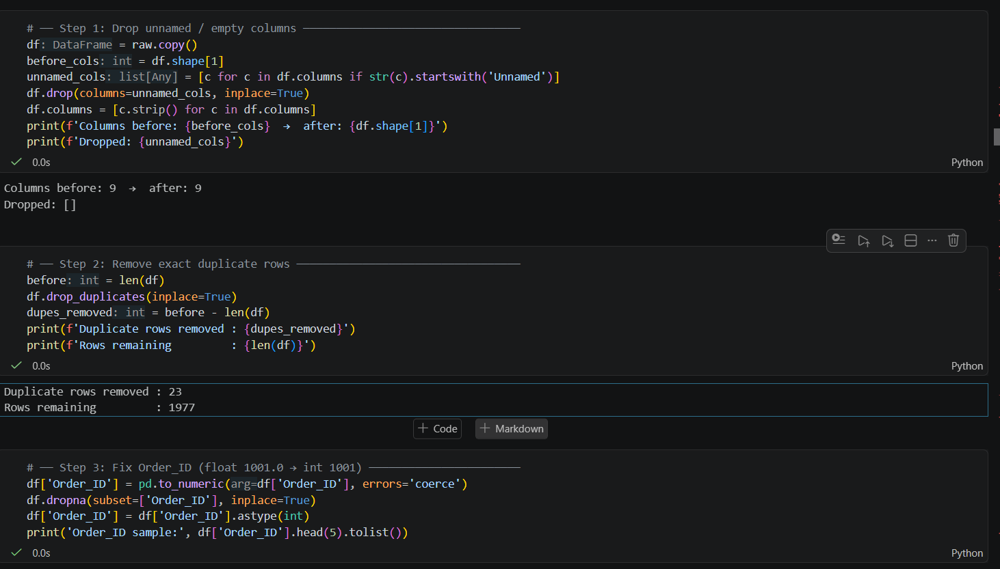 # —— Step 1: Drop unnamed / empty columns —————————————————————————————————
df: DataFrame = raw.copy()
before_cols: int = df.shape[1]
unnamed_cols: list[Any] = [c for c in df.columns if str(c).startswith('Unnamed')]
df.drop(columns=unnamed_cols, inplace=True)
df.columns = [c.strip() for c in df.columns]
print(f'Columns before: {before_cols}  →  after: {df.shape[1]}')
print(f'Dropped: {unnamed_cols}')
0.0s
Python
Columns before: 9  →  after: 9
Dropped: []
# —— Step 2: Remove exact duplicate rows ——————————————————————————————————
before: int = len(df)
df.drop_duplicates(inplace=True)
dupes_removed: int = before - len(df)
print(f'Duplicate rows removed : {dupes_removed}')
print(f'Rows remaining         : {len(df)}')
0.0s
Python
Duplicate rows removed : 23
Rows remaining         : 1977
+ Code
+ Markdown
# —— Step 3: Fix Order_ID (float 1001.0 → int 1001) ———————————————————————
df['Order_ID'] = pd.to_numeric(arg=df['Order_ID'], errors='coerce')
df.dropna(subset=['Order_ID'], inplace=True)
df['Order_ID'] = df['Order_ID'].astype(int)
print('Order_ID sample:', df['Order_ID'].head(5).tolist())
0.0s
Python